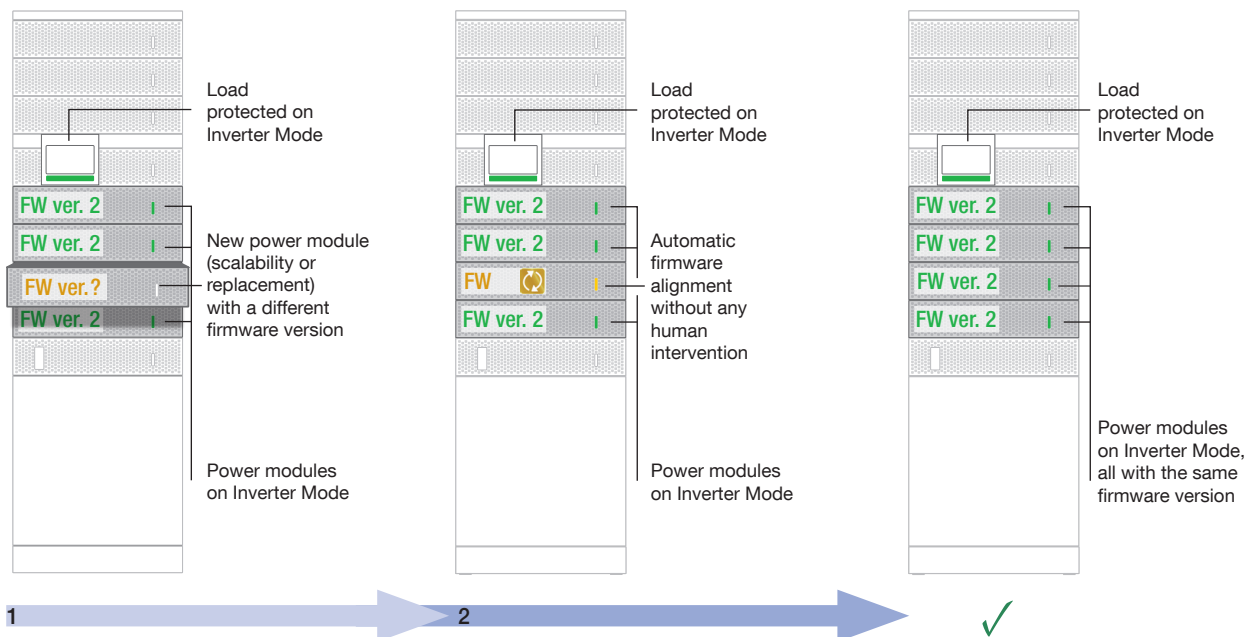 Load
protected on
Inverter Mode
FW ver. 2
FW ver. 2
FW ver.?
FW ver. 2
New power module
(scalability or
replacement)
with a different
firmware version
Power modules
on Inverter Mode
Load
protected on
Inverter Mode
FW ver. 2
FW ver. 2
FW
FW ver. 2
Automatic
firmware
alignment
without any
human
intervention
Power modules
on Inverter Mode
Load
protected on
Inverter Mode
FW ver. 2
FW ver. 2
FW ver. 2
FW ver. 2
Power modules
on Inverter Mode,
all with the same
firmware version
1
2